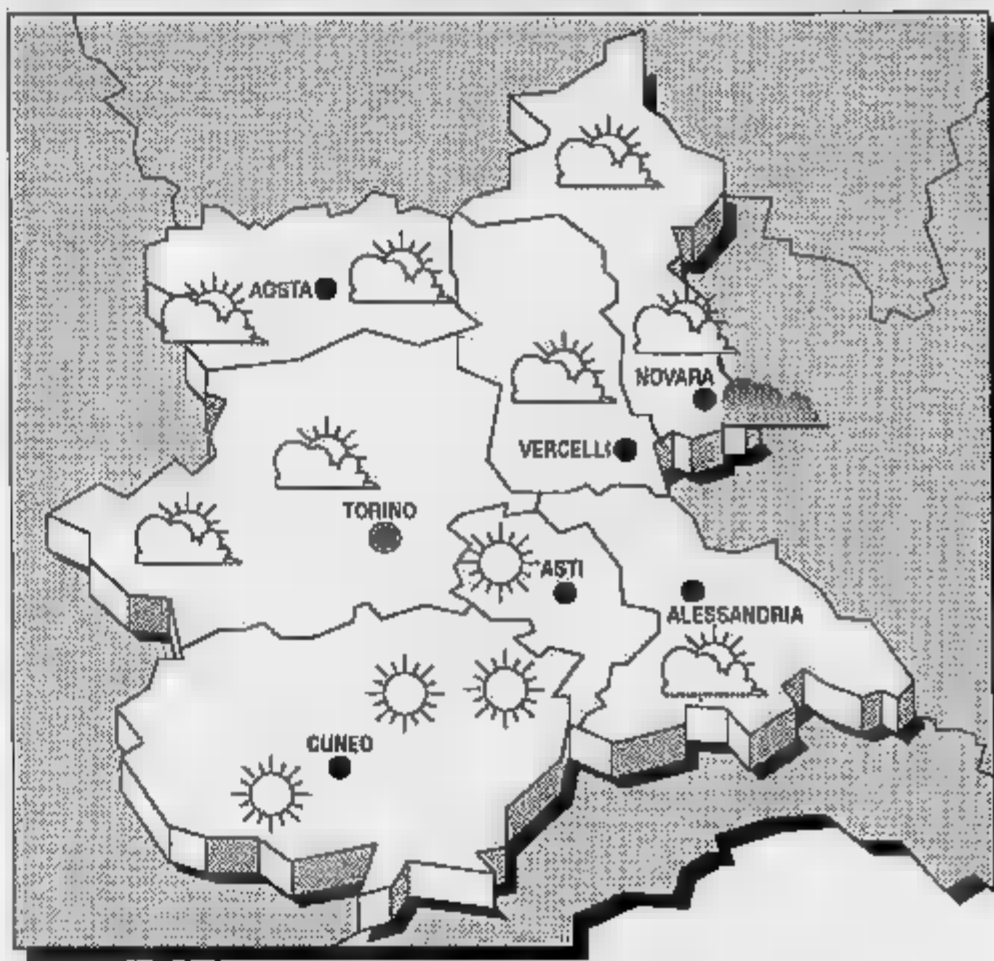 AOSTA
NOVARA
VERCELLI
TORINO
ASTI
ALESSANDRIA
CUNEO